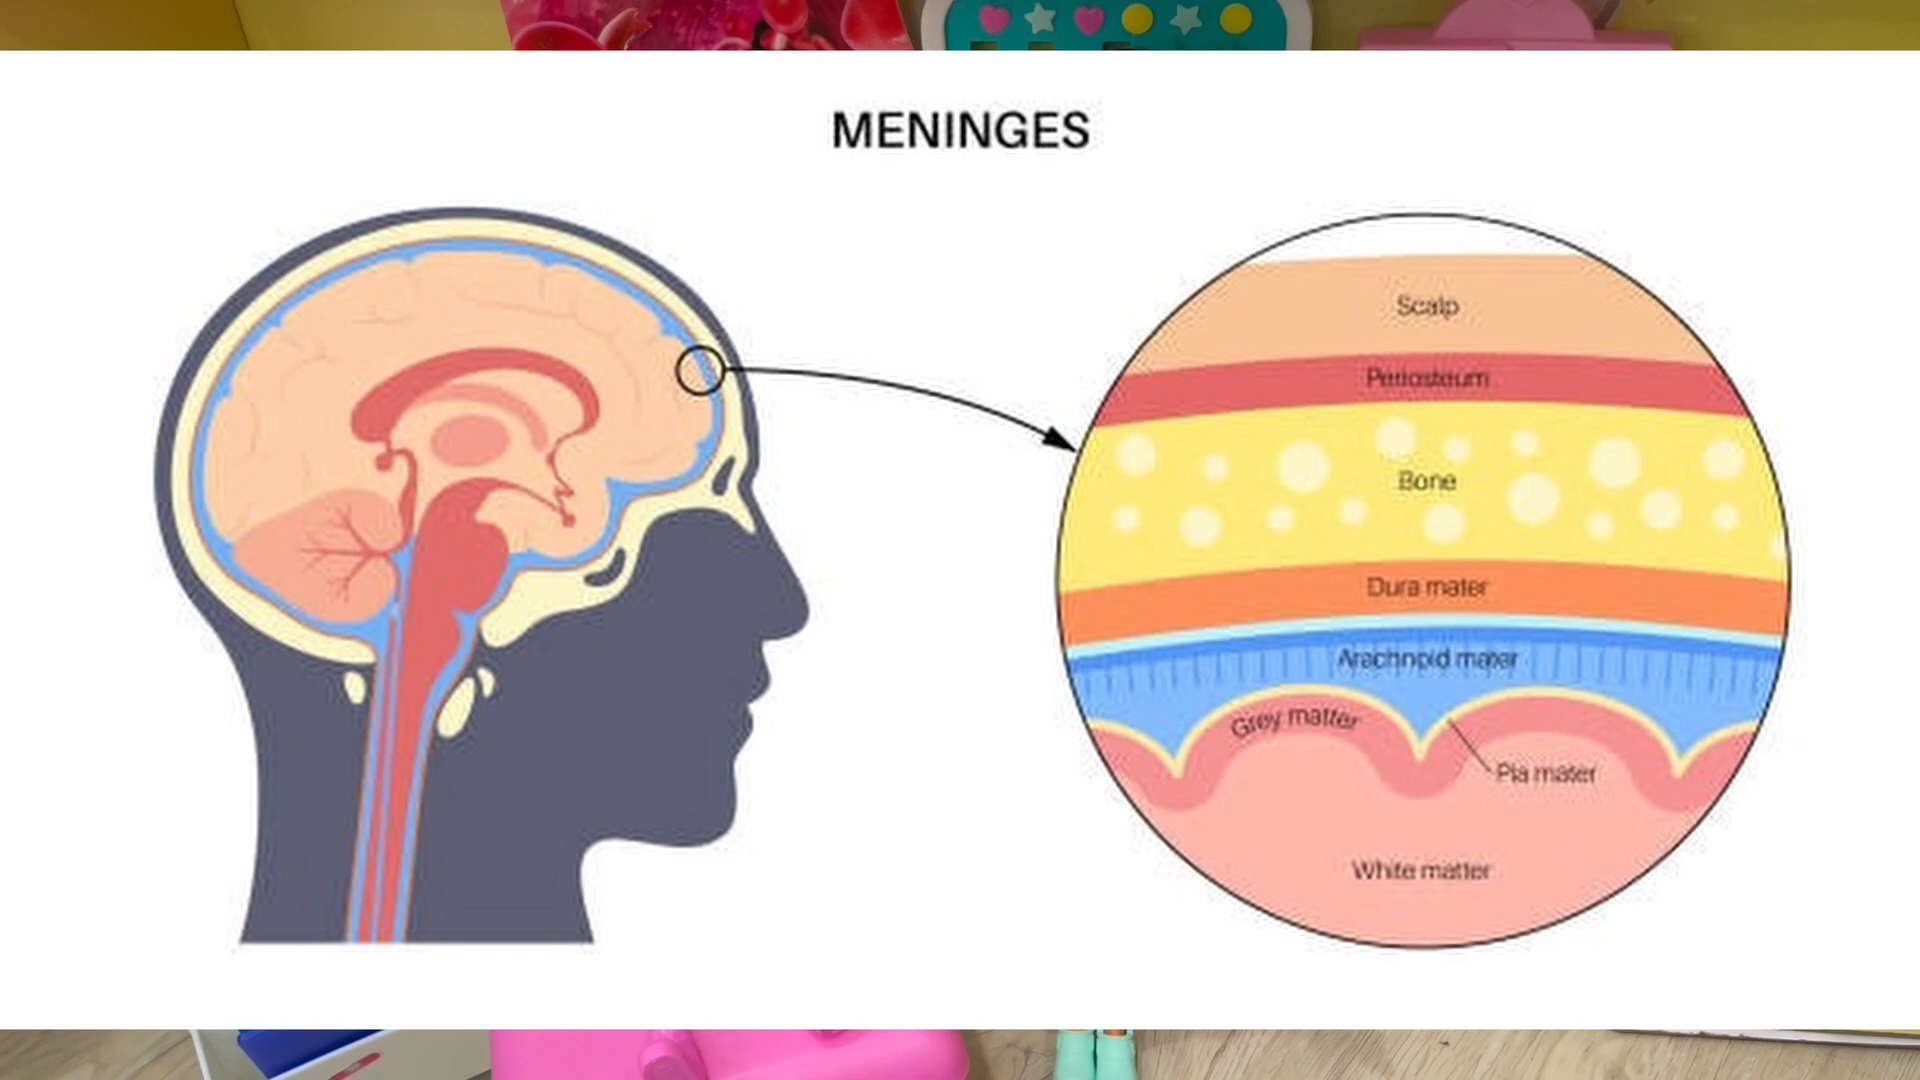 MENINGES
Scalp
Periosteum
Bone
Dura mater
Arachnoid mater
Grey matter
Pia mater
White matter